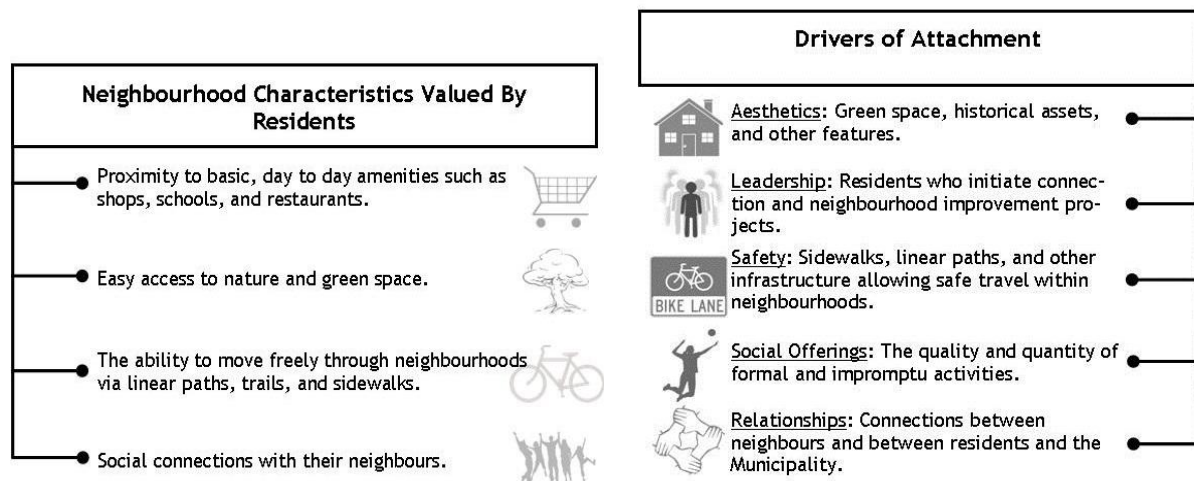 Neighbourhood Characteristics Valued By
Residents
Proximity to basic, day to day amenities such as
shops, schools, and restaurants.
Easy access to nature and green space.
The ability to move freely through neighbourhoods
via linear paths, trails, and sidewalks.
Social connections with their neighbours.
Drivers of Attachment
Aesthetics: Green space, historical assets,
and other features.
Leadership: Residents who initiate connec-
tion and neighbourhood improvement pro-
jects.
Safety: Sidewalks, linear paths, and other
infrastructure allowing safe travel within
neighbourhoods.
BIKE LANE
Social Offerings: The quality and quantity of
formal and impromptu activities.
Relationships: Connections between
neighbours and between residents and the
Municipality.